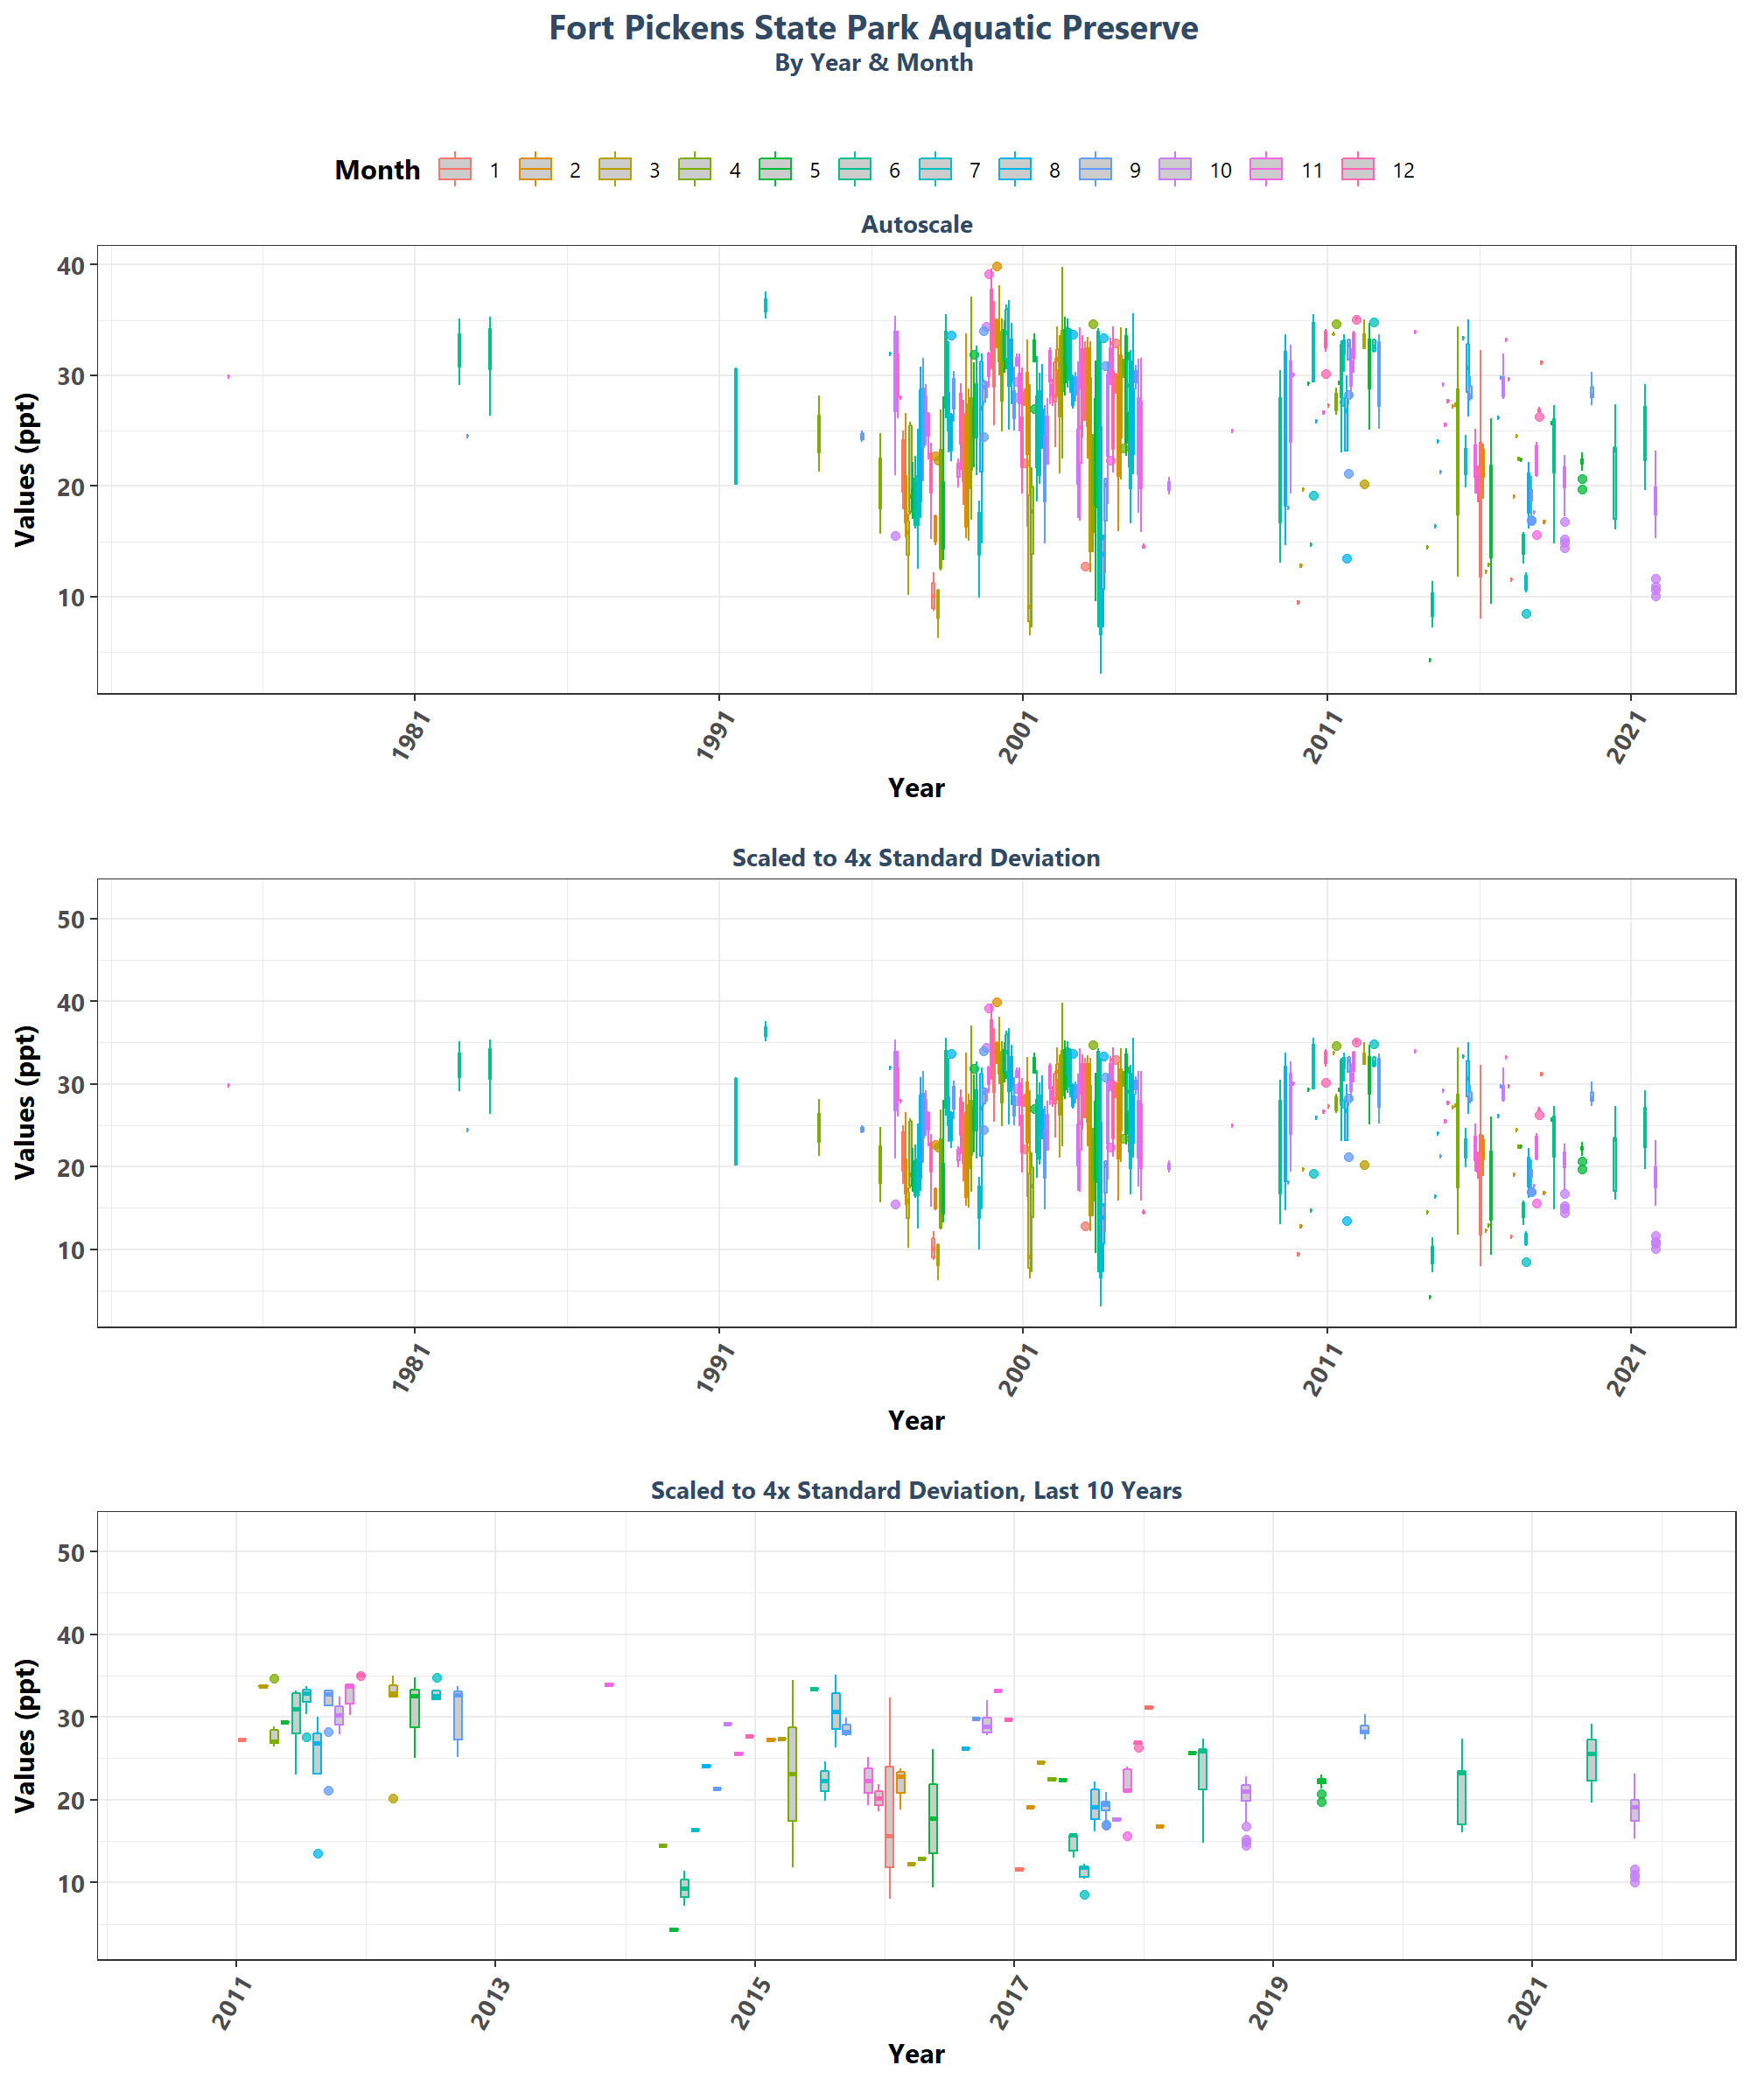 Fort Pickens State Park Aquatic Preserve
By Year & Month
Month 1 2 3 4 5 6 7 8 9 10 11 12
Autoscale
40
30
20
10
Values (ppt)
1981 1991 2001 2011 2021
Year
Scaled to 4x Standard Deviation
50
40
30
20
10
Values (ppt)
1981 1991 2001 2011 2021
Year
Scaled to 4x Standard Deviation, Last 10 Years
50
40
30
20
10
Values (ppt)
2011 2013 2015 2017 2019 2021
Year